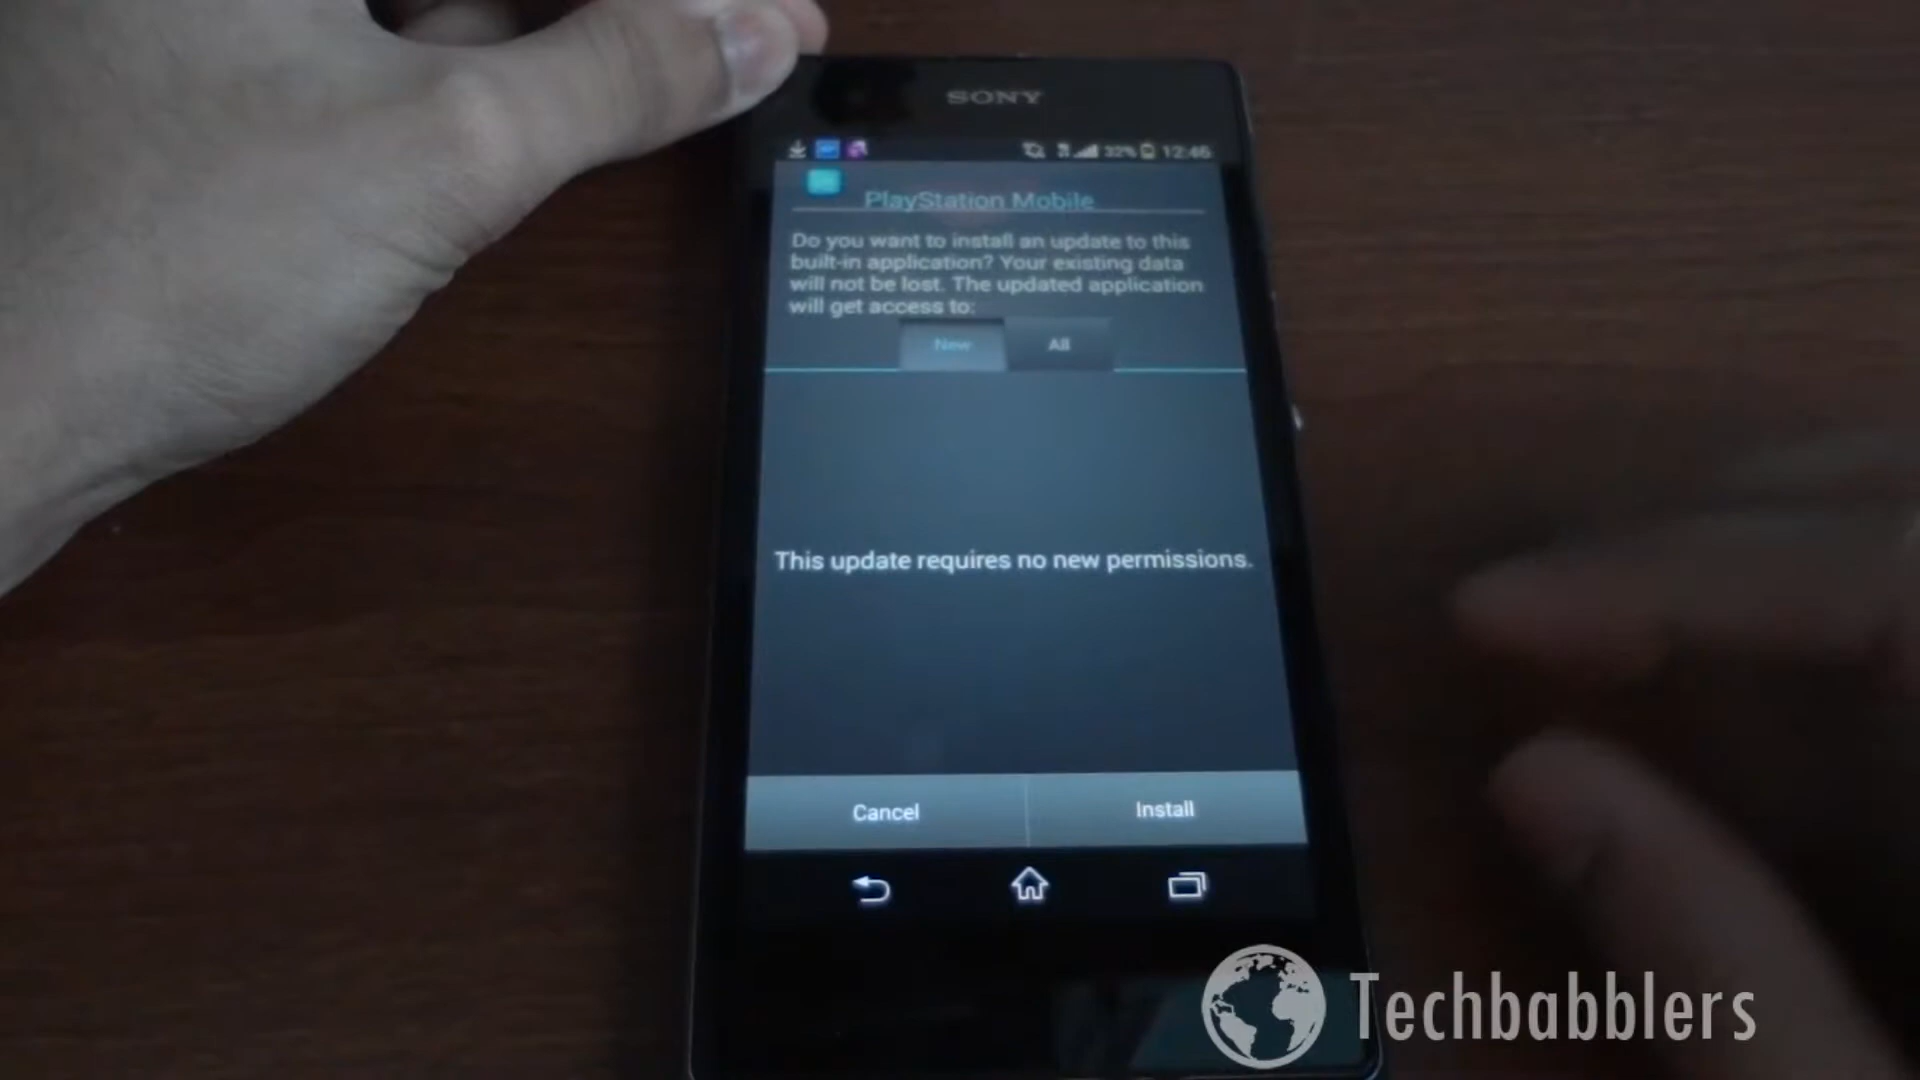 SONY
32% 12:46
PlayStation Mobile
Do you want to install an update to this
built-in application? Your existing data
will not be lost. The updated application
will get access to:
New All
This update requires no new permissions.
Cancel Install
Techbabblers